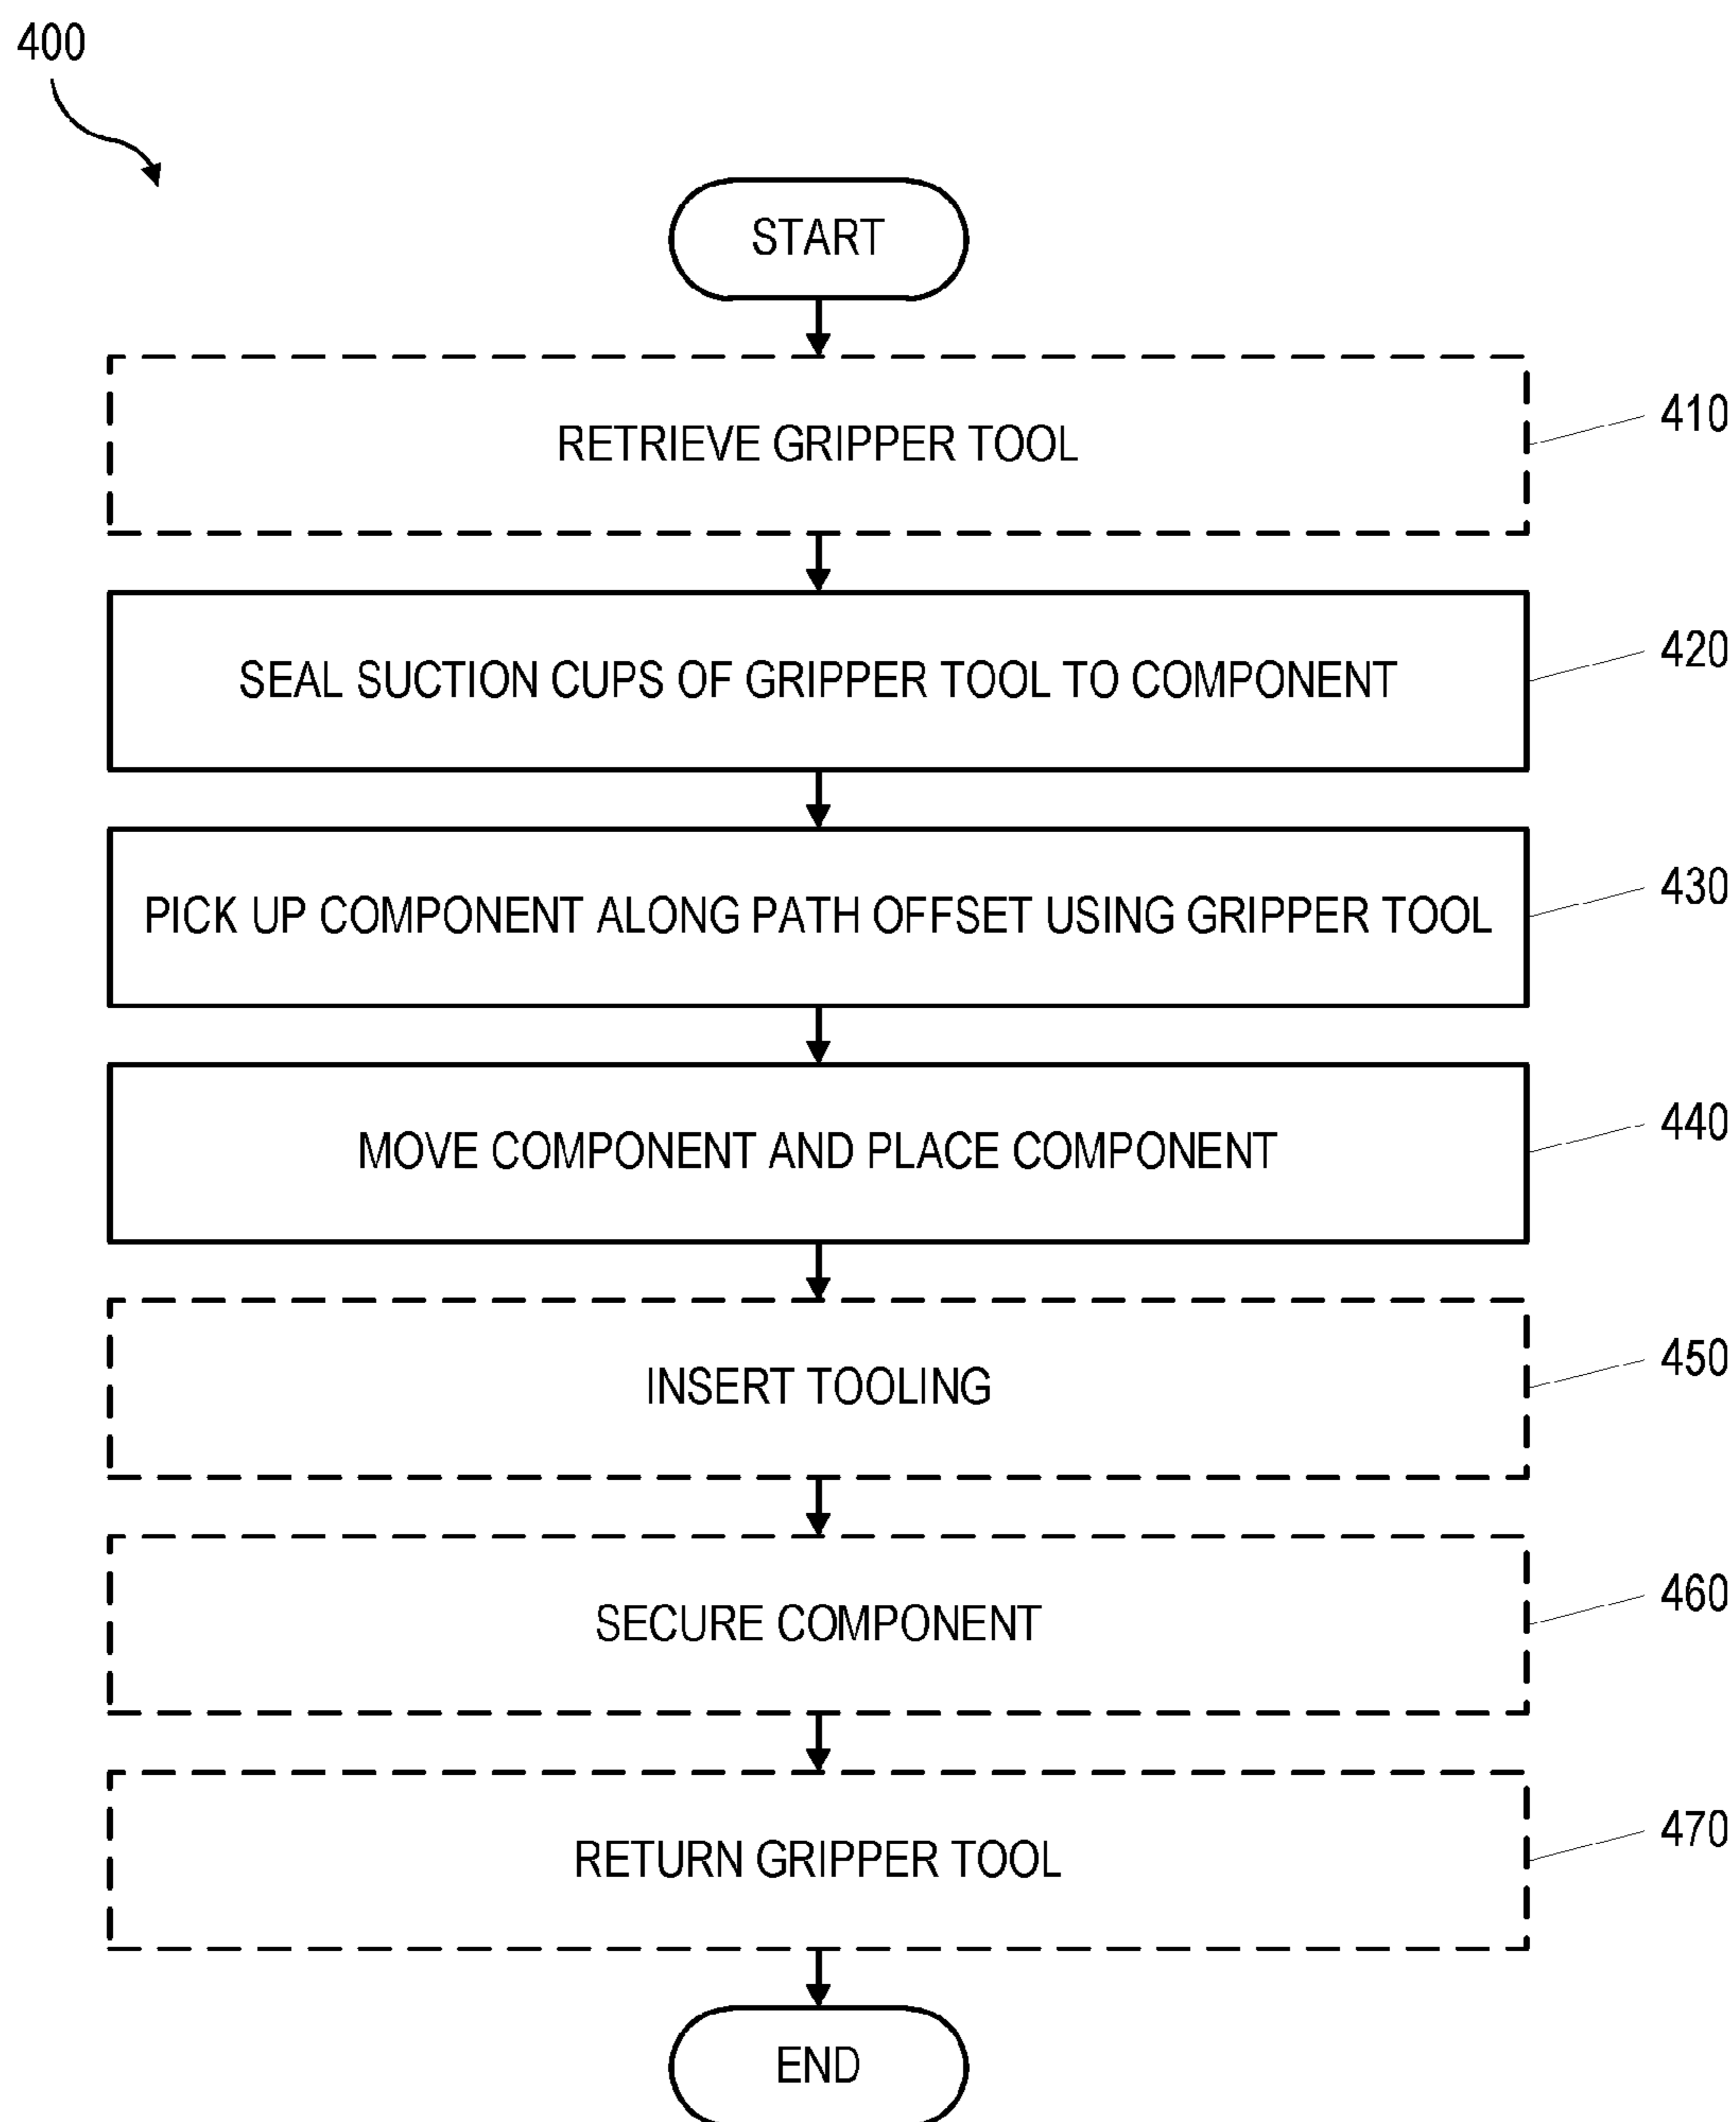 400
START
RETRIEVE GRIPPER TOOL
410
SEAL SUCTION CUPS OF GRIPPER TOOL TO COMPONENT
420
PICK UP COMPONENT ALONG PATH OFFSET USING GRIPPER TOOL
430
MOVE COMPONENT AND PLACE COMPONENT
440
INSERT TOOLING
450
SECURE COMPONENT
460
RETURN GRIPPER TOOL
470
END